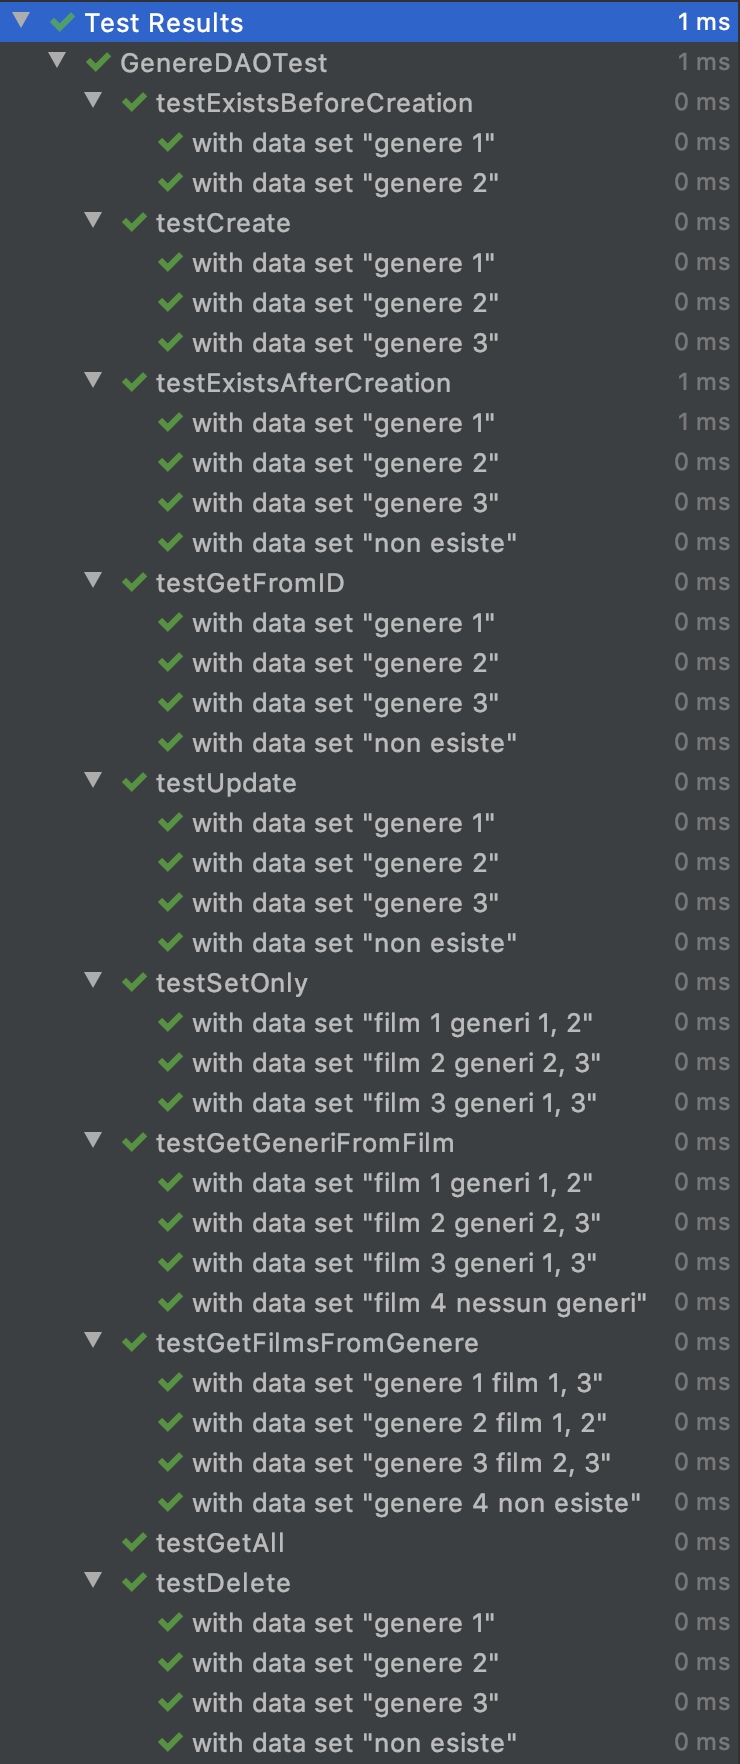 Test Results 1 ms
GenereDAOTest 1 ms
testExistsBeforeCreation 0 ms
with data set "genere 1" 0 ms
with data set "genere 2" 0 ms
testCreate 0 ms
with data set "genere 1" 0 ms
with data set "genere 2" 0 ms
with data set "genere 3" 0 ms
testExistsAfterCreation 1 ms
with data set "genere 1" 1 ms
with data set "genere 2" 0 ms
with data set "genere 3" 0 ms
with data set "non esiste" 0 ms
testGetFromID 0 ms
with data set "genere 1" 0 ms
with data set "genere 2" 0 ms
with data set "genere 3" 0 ms
with data set "non esiste" 0 ms
testUpdate 0 ms
with data set "genere 1" 0 ms
with data set "genere 2" 0 ms
with data set "genere 3" 0 ms
with data set "non esiste" 0 ms
testSetOnly 0 ms
with data set "film 1 generi 1, 2" 0 ms
with data set "film 2 generi 2, 3" 0 ms
with data set "film 3 generi 1, 3" 0 ms
testGetGeneriFromFilm 0 ms
with data set "film 1 generi 1, 2" 0 ms
with data set "film 2 generi 2, 3" 0 ms
with data set "film 3 generi 1, 3" 0 ms
with data set "film 4 nessun generi" 0 ms
testGetFilmsFromGenere 0 ms
with data set "genere 1 film 1, 3" 0 ms
with data set "genere 2 film 1, 2" 0 ms
with data set "genere 3 film 2, 3" 0 ms
with data set "genere 4 non esiste" 0 ms
testGetAll 0 ms
testDelete 0 ms
with data set "genere 1" 0 ms
with data set "genere 2" 0 ms
with data set "genere 3" 0 ms
with data set "non esiste" 0 ms